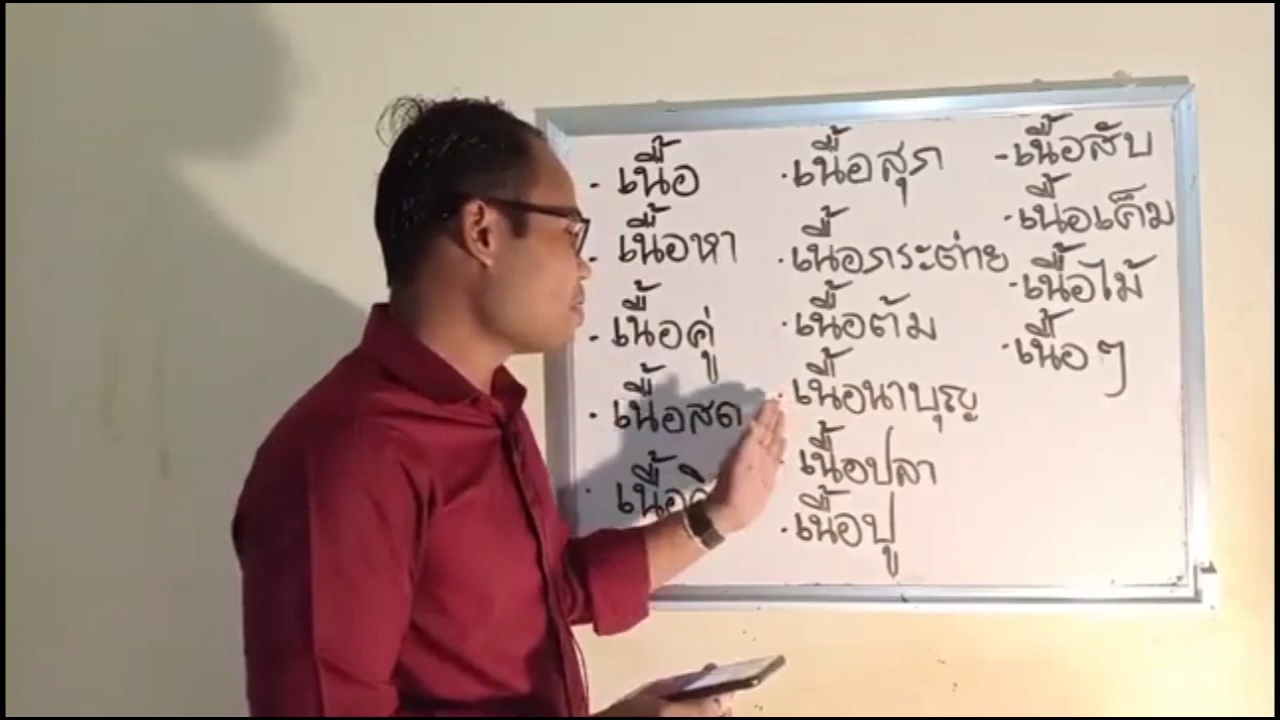 - เนื้อ
- เนื้อหา
- เนื้อคู่
- เนื้อสด
- เนื้อสุก
- เนื้อกระต่าย
- เนื้อต้ม
- เนื้อนาบุญ
เนื้อปลา
- เนื้อปู
- เนื้อสับ
- เนื้อเค็ม
- เนื้อไม้
- เนื้อๆ